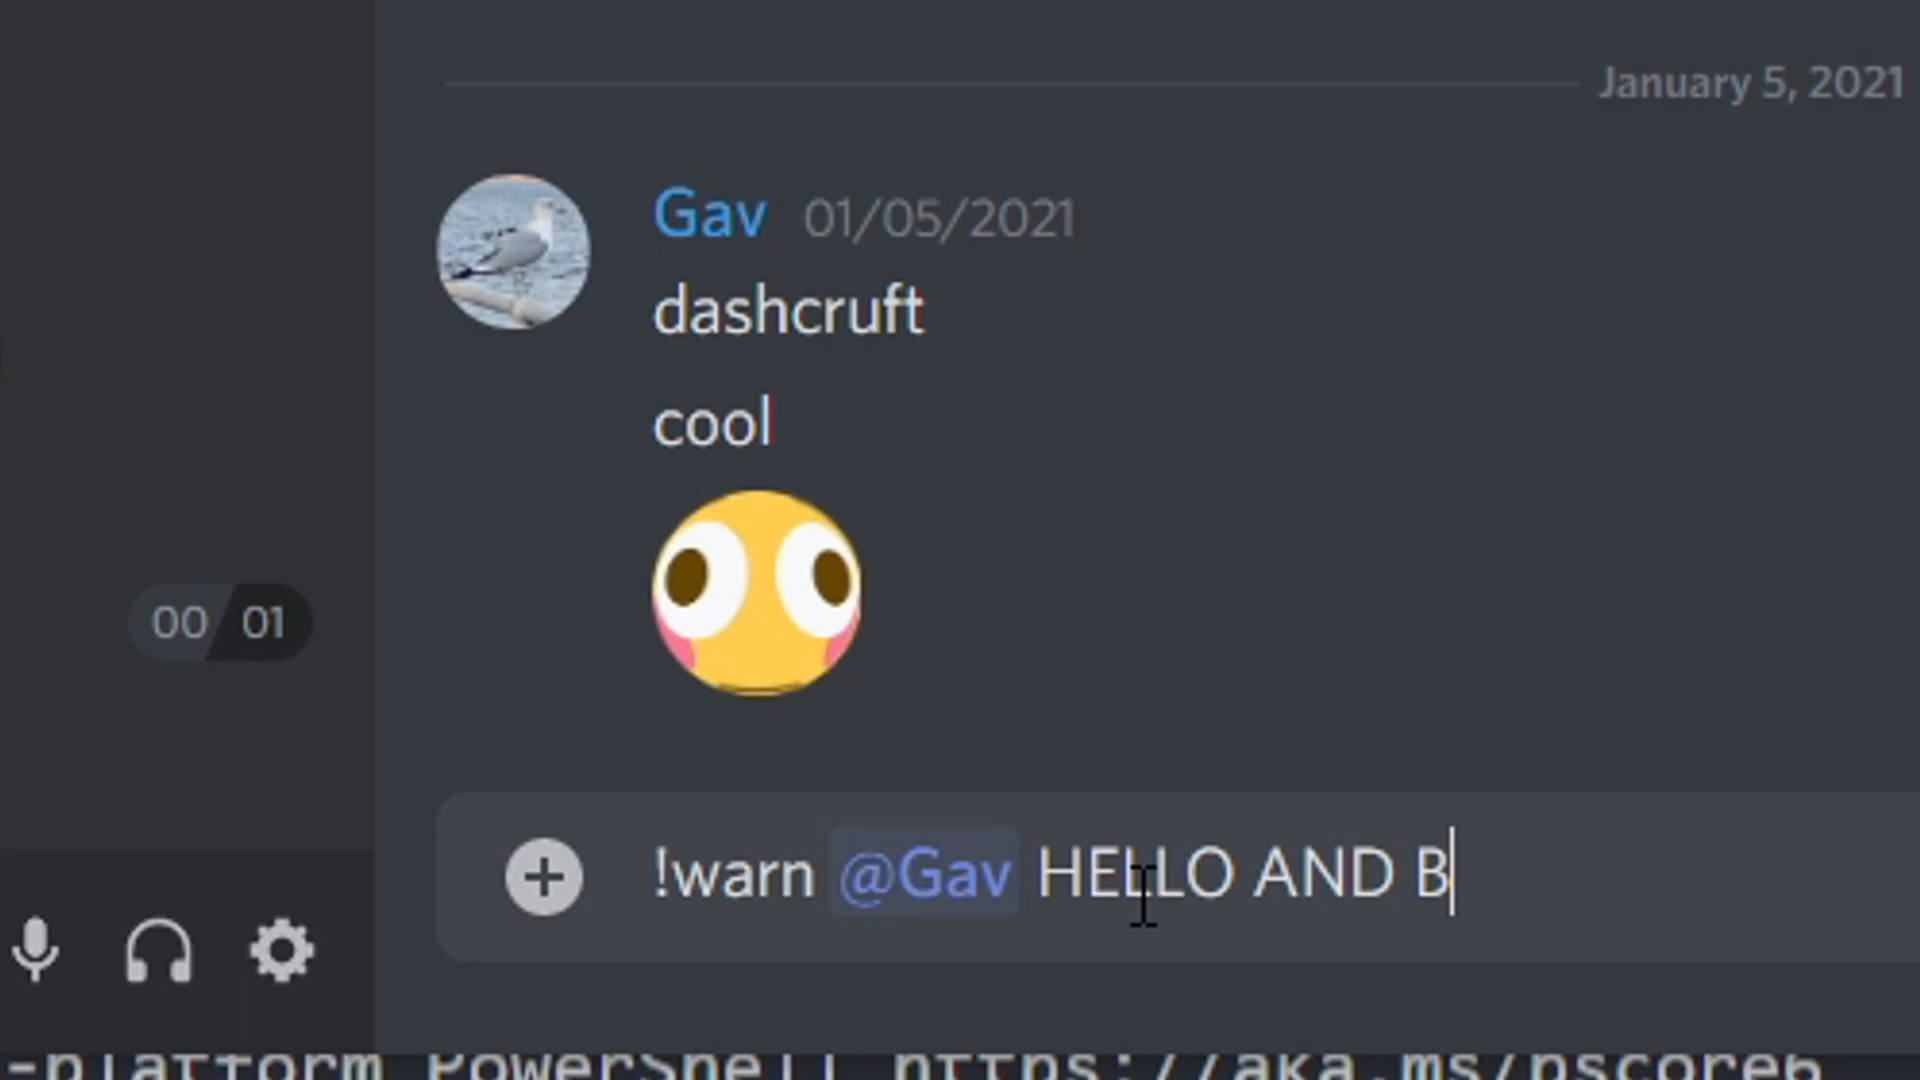 January 5, 2021
Gav 01/05/2021
dashcruft
cool
00 01
!warn @Gav HELLO AND B
-platform PowerShell https://aka.ms/pscore6